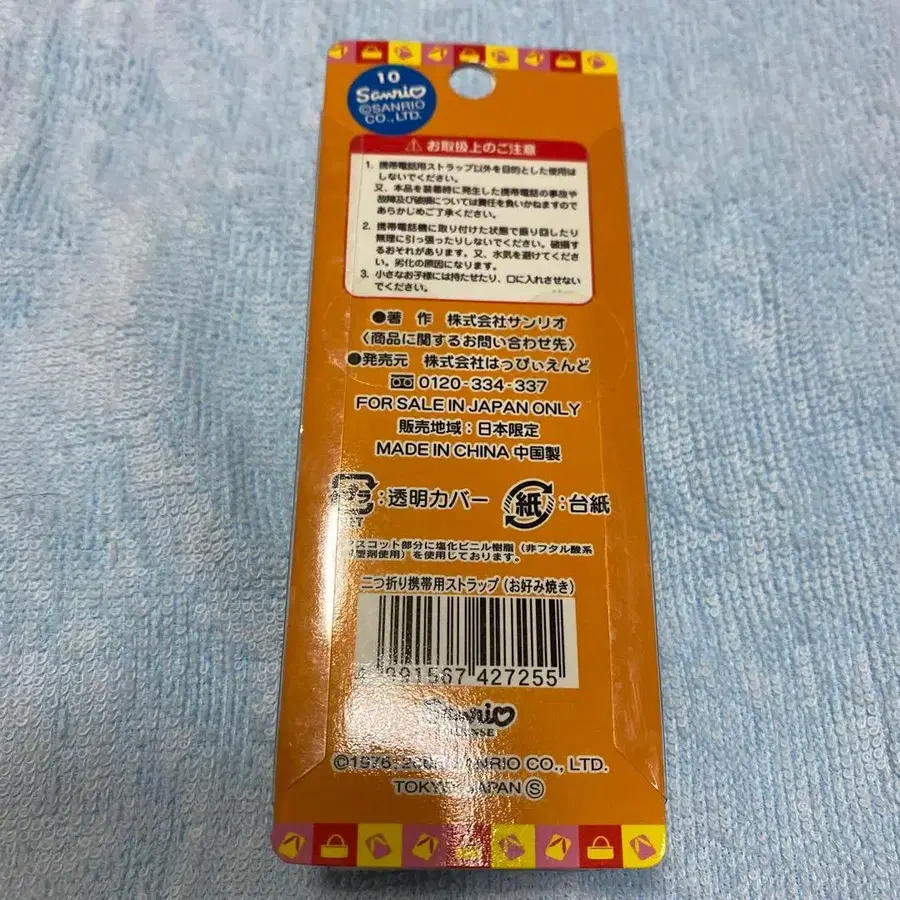 10
Sanrio
©SANRIO
CO., LTD.
⚠ お取扱上のご注意
1. 携帯電話用ストラップ以外を目的とした使用は
しないでください。
又、本品を装着時に発生した携帯電話の事故や
故障及び破損については責任を負いかねますので
あらかじめご了承ください。
2. 携帯電話機に取り付けた状態で振り回したり
無理に引っ張ったりしないでください。破損す
るおそれがあります。又、水気を避けてくださ
い。劣化の原因になります。
3. 小さなお子様には持たせたり、口に入れさせない
でください。
●著 作 株式会社サンリオ
〈商品に関するお問い合わせ先〉
●発売元 株式会社はっぴぃえんど
0120-334-337
FOR SALE IN JAPAN ONLY
販売地域：日本限定
MADE IN CHINA 中国製
プラ：透明カバー 紙：台紙
スコット部分に塩化ビニル樹脂（非フタル酸系
塑剤使用）を使用しております。
二つ折り携帯用ストラップ（お好み焼き）
4 991567 427255
Sanrio
©1976, SANRIO CO., LTD.
TOKYO, JAPAN Ⓢ